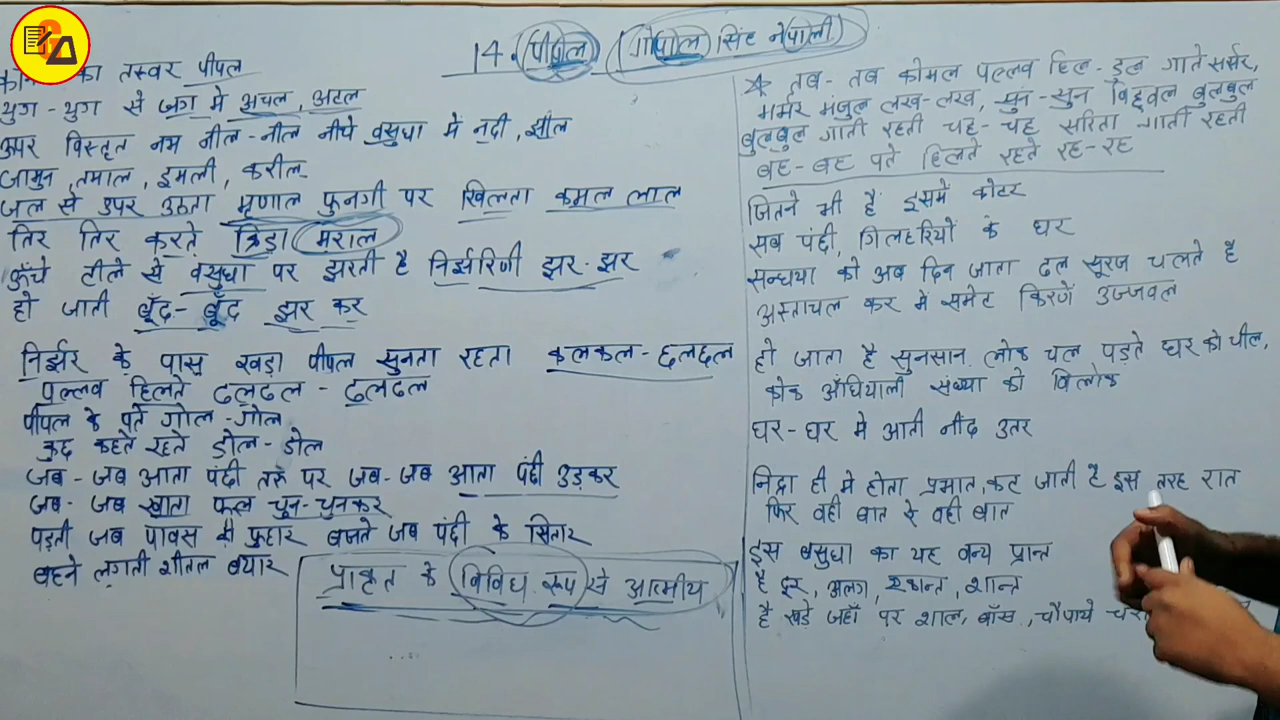 14. (पीपल) (गोपाल सिंह नेपाली)
का तरुवर पीपल
युग - युग से जग मे अचल, अटल
ऊपर विस्तृत नभ नील-नील नीचे वसुधा में नदी, झील
जामुन, तमाल, इमली, करील
जल से उपर उठता मृणाल फुनगी पर खिलता कमल लाल
तिर तिर करते क्रिड़ा मराल
ऊँचे टीले से वसुधा पर झरती है निर्झरिणी झर-झर
हो जाती बूँद-बूँद झर कर
निर्झर के पास खड़ा पीपल सुनता रहता कलकल-छलछल
पल्लव हिलते ढलढल - ढलढल
पीपल के पते गोल-गोल
कुछ कहते रहते डोल-डोल
जब-जब आता पंछी तरु पर जब-जब आता पंछी उड़कर
जब-जब खाता फल चुन-चुनकर
पड़ती जब पावस की फुहार बजते जब पंछी के सितार
बहने लगती शीतल बयार
प्राकृत के विविध रूप से आत्मीय
★ तब-तब कोमल पल्लव हिल-डुल गाते सर्सर,
मर्मर मंजुल लख-लख, सुन-सुन विह्वल बुलबुल
बुलबुल गाती रहती चह-चह सरिता गाती रहती
बह-बह पते हिलते रहते रह-रह
जितने भी हैं इसमें कोटर
सब पंछी, गिलहरियों के घर
सन्धया को अब दिन जाता ढल सूरज चलते है
अस्ताचल कर मे समेट किरणें उज्जवल
हो जाता है सुनसान लोक चल पड़ते घर को चील,
कोक अँधियाली संध्या को विलोक
घर-घर मे आती नींद उतर
निद्रा ही मे होता प्रभात, कट जाती है इस तरह रात
फिर वही बात रे वही बात
इस वसुधा का यह वन्य प्रान्त
है दूर, अलग, एकान्त, शान्त
है खड़े जहाँ पर शाल, बाँस, चौपाये